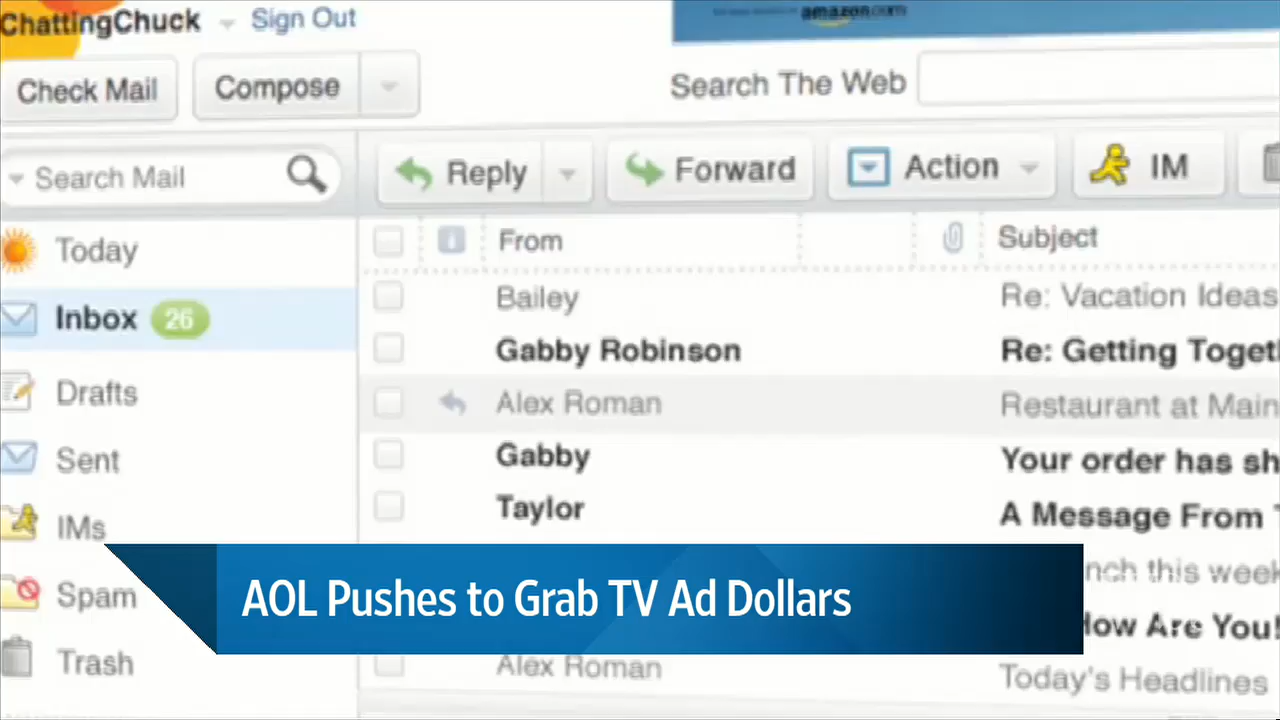 ChattingChuck Sign Out
amazon.com
Check Mail Compose Search The Web
Search Mail Reply Forward Action IM
Today From Subject
Inbox 26 Bailey Re: Vacation Ideas
Gabby Robinson Re: Getting Togeth
Drafts Alex Roman Restaurant at Main
Sent Gabby Your order has sh
Taylor A Message From
IMs
nch this week
Spam AOL Pushes to Grab TV Ad Dollars
How Are You!
Trash Alex Roman Today's Headlines